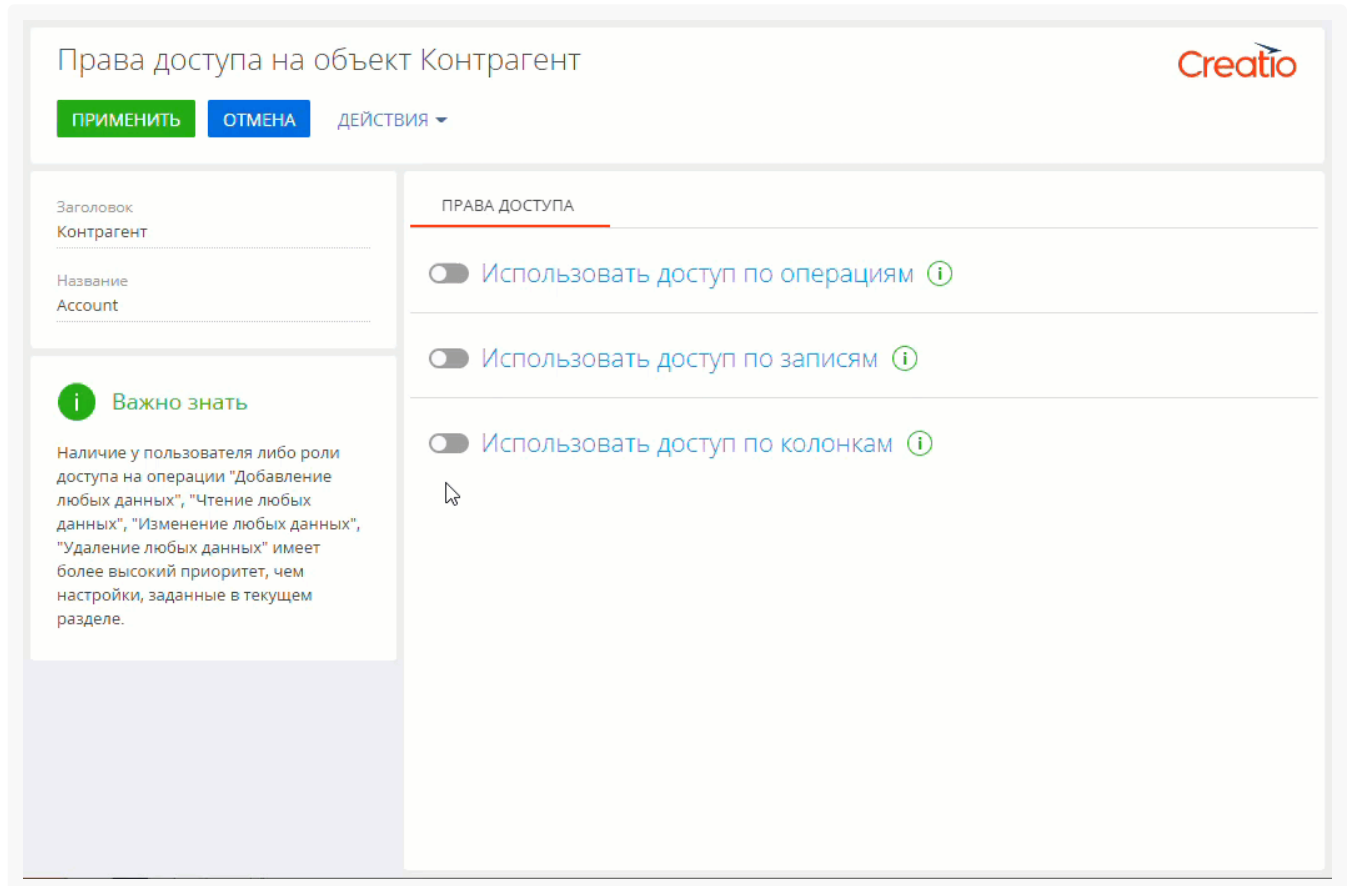 Права доступа на объект Контрагент
Creatio
ПРИМЕНИТЬ ОТМЕНА ДЕЙСТВИЯ
Заголовок
Контрагент
Название
Account
i Важно знать
Наличие у пользователя либо роли
доступа на операции "Добавление
любых данных", "Чтение любых
данных", "Изменение любых данных",
"Удаление любых данных" имеет
более высокий приоритет, чем
настройки, заданные в текущем
разделе.
ПРАВА ДОСТУПА
Использовать доступ по операциям i
Использовать доступ по записям i
Использовать доступ по колонкам i